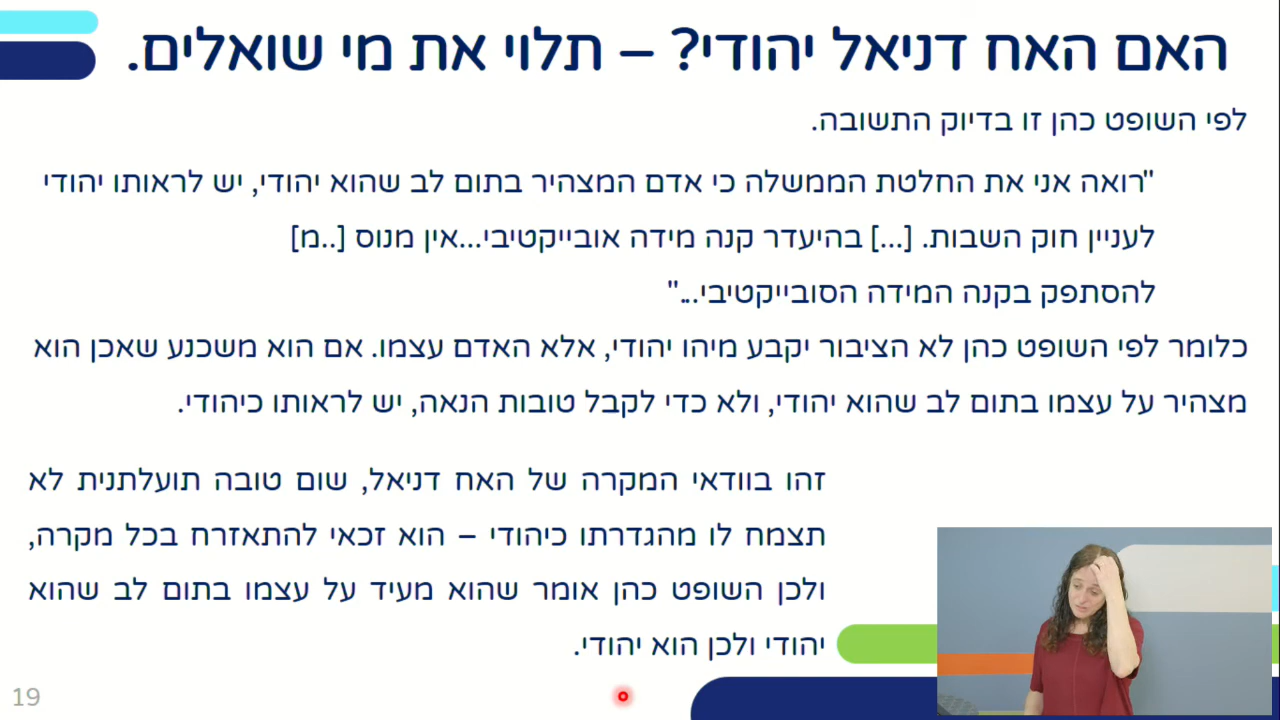 האם האח דניאל יהודי? – תלוי את מי שואלים.
לפי השופט כהן זו בדיוק התשובה.
"רואה אני את החלטת הממשלה כי אדם המצהיר בתום לב שהוא יהודי, יש לראותו יהודי
לעניין חוק השבות. [...] בהיעדר קנה מידה אובייקטיבי...אין מנוס [..מ]
להסתפק בקנה המידה הסובייקטיבי..."
כלומר לפי השופט כהן לא הציבור יקבע מיהו יהודי, אלא האדם עצמו. אם הוא משכנע שאכן הוא
מצהיר על עצמו בתום לב שהוא יהודי, ולא כדי לקבל טובות הנאה, יש לראותו כיהודי.
זהו בוודאי המקרה של האח דניאל, שום טובה תועלתנית לא
תצמח לו מהגדרתו כיהודי – הוא זכאי להתאזרח בכל מקרה,
ולכן השופט כהן אומר שהוא מעיד על עצמו בתום לב שהוא
יהודי ולכן הוא יהודי.
19